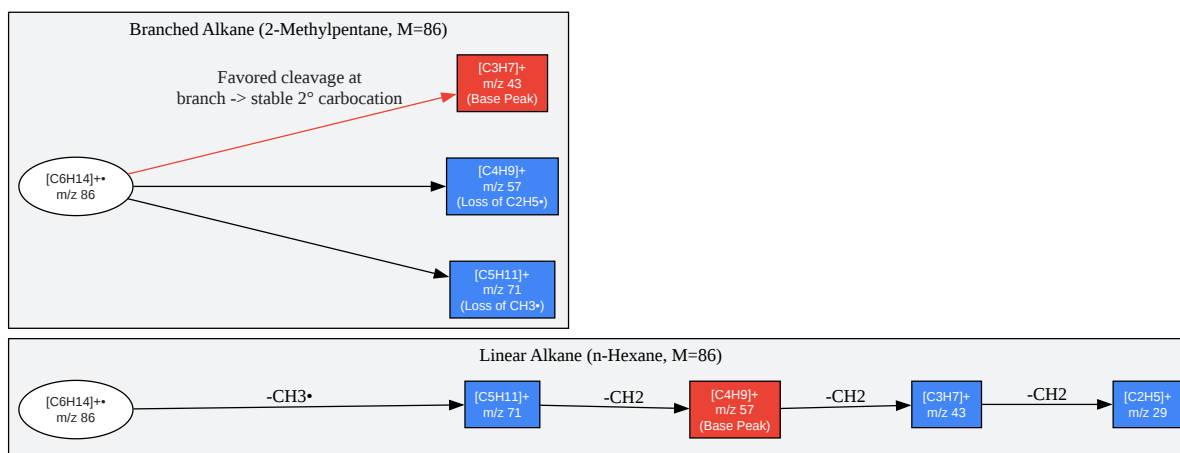 Branched Alkane (2-Methylpentane, M=86)
Favored cleavage at
branch -> stable 2° carbocation
[C3H7]+
m/z 43
(Base Peak)
[C6H14]+•
m/z 86
[C4H9]+
m/z 57
(Loss of C2H5•)
[C5H11]+
m/z 71
(Loss of CH3•)
Linear Alkane (n-Hexane, M=86)
[C6H14]+•
m/z 86
-CH3•
[C5H11]+
m/z 71
-CH2
[C4H9]+
m/z 57
(Base Peak)
-CH2
[C3H7]+
m/z 43
-CH2
[C2H5]+
m/z 29